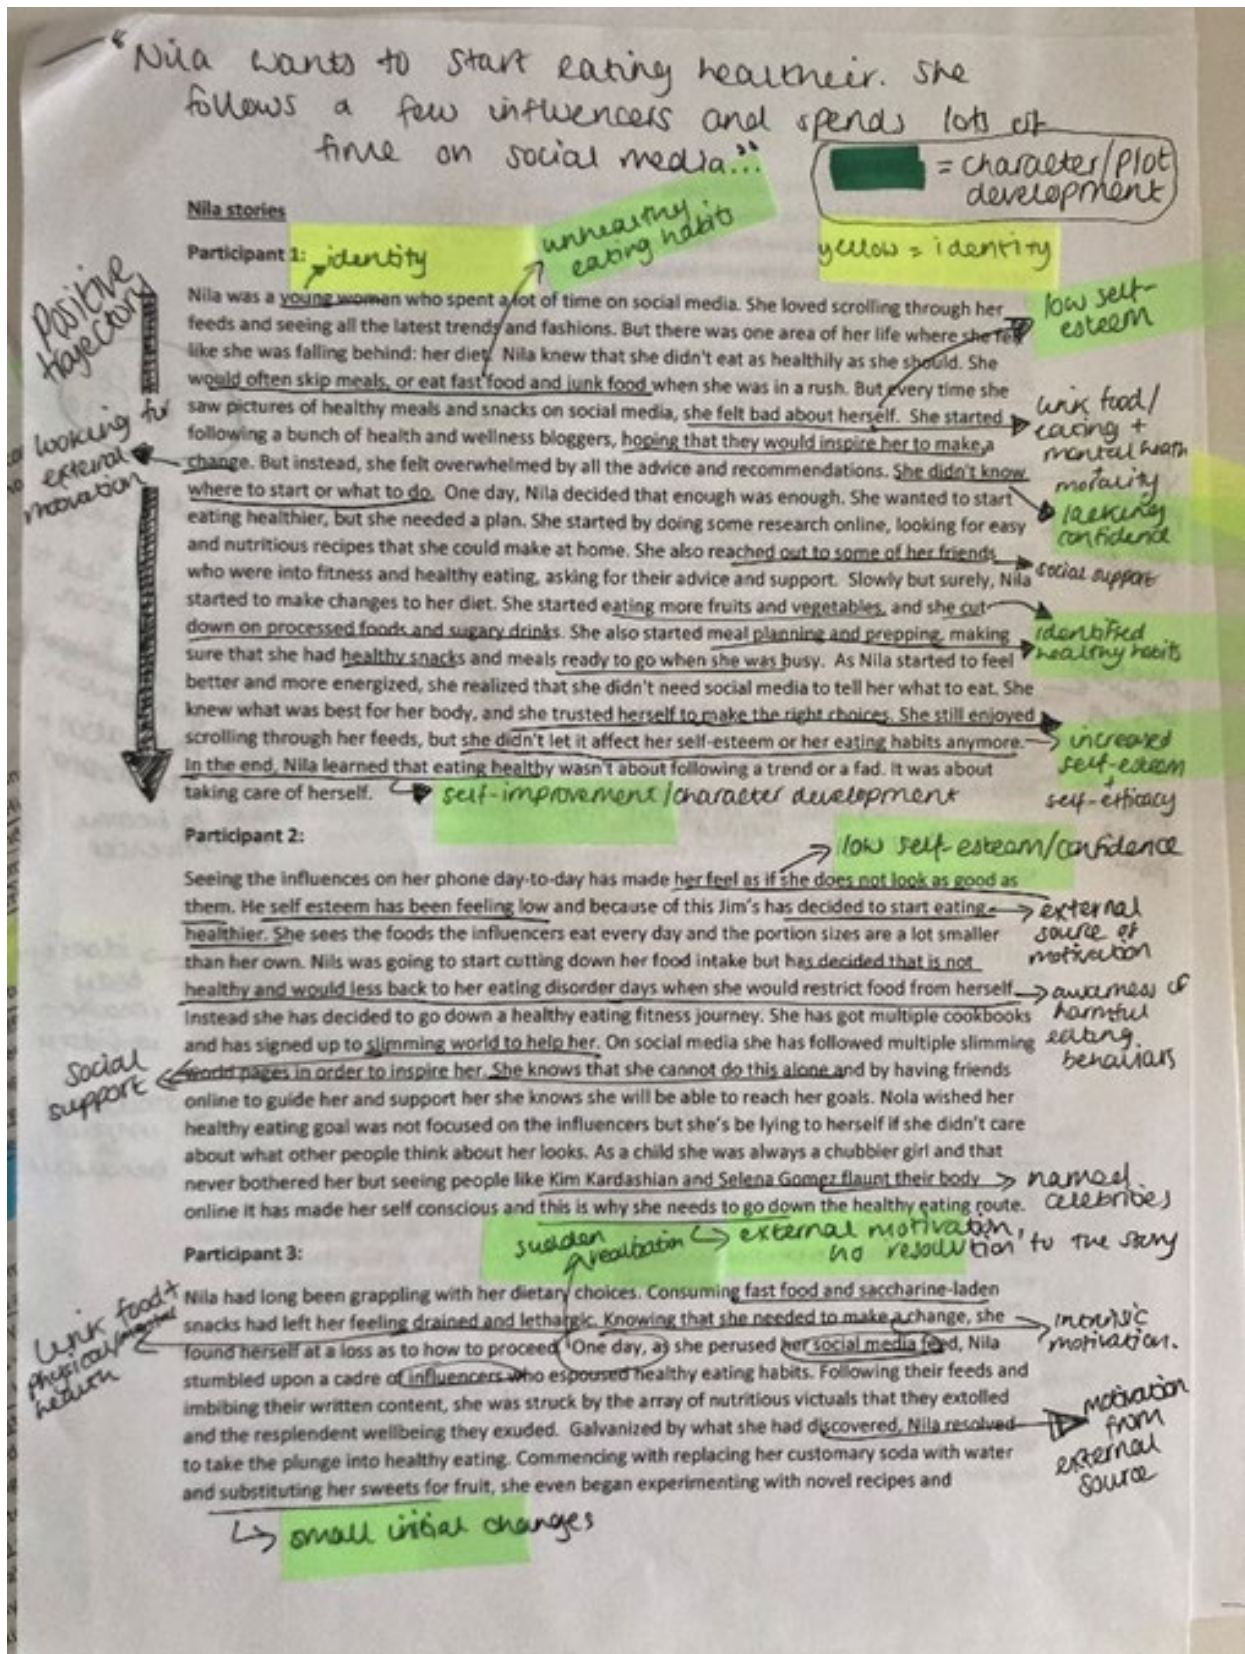 "Nila wants to start eating healthier. She
follows a few influencers and spends lots of
time on social media..."
= character/plot
development
Nila stories
unhealthy
eating habits
Participant 1:
identity
yellow = identity
Positive
trajectory
Nila was a young woman who spent a lot of time on social media. She loved scrolling through her
low self-
esteem
feeds and seeing all the latest trends and fashions. But there was one area of her life where she felt
like she was falling behind: her diet. Nila knew that she didn't eat as healthily as she should. She
would often skip meals, or eat fast food and junk food when she was in a rush. But every time she
saw pictures of healthy meals and snacks on social media, she felt bad about herself. She started
link food/
eating +
mental health
+
morality
looking for
external
motivation
following a bunch of health and wellness bloggers, hoping that they would inspire her to make a
change. But instead, she felt overwhelmed by all the advice and recommendations. She didn't know
where to start or what to do. One day, Nila decided that enough was enough. She wanted to start
lacking
confidence
eating healthier, but she needed a plan. She started by doing some research online, looking for easy
and nutritious recipes that she could make at home. She also reached out to some of her friends
social support
who were into fitness and healthy eating, asking for their advice and support. Slowly but surely, Nila
started to make changes to her diet. She started eating more fruits and vegetables, and she cut
down on processed foods and sugary drinks. She also started meal planning and prepping, making
identified
healthy habits
sure that she had healthy snacks and meals ready to go when she was busy. As Nila started to feel
better and more energized, she realized that she didn't need social media to tell her what to eat. She
knew what was best for her body, and she trusted herself to make the right choices. She still enjoyed
scrolling through her feeds, but she didn't let it affect her self-esteem or her eating habits anymore.
increased
self-esteem
+
self-efficacy
In the end, Nila learned that eating healthy wasn't about following a trend or a fad. It was about
taking care of herself.
self-improvement/character development
Participant 2:
low self-esteem/confidence
Seeing the influences on her phone day-to-day has made her feel as if she does not look as good as
them. He self esteem has been feeling low and because of this Jim's has decided to start eating
external
source of
motivation
healthier. She sees the foods the influencers eat every day and the portion sizes are a lot smaller
than her own. Nils was going to start cutting down her food intake but has decided that is not
healthy and would less back to her eating disorder days when she would restrict food from herself
awareness of
harmful
eating
behaviours
Instead she has decided to go down a healthy eating fitness journey. She has got multiple cookbooks
and has signed up to slimming world to help her. On social media she has followed multiple slimming
social
support
world pages in order to inspire her. She knows that she cannot do this alone and by having friends
online to guide her and support her she knows she will be able to reach her goals. Nola wished her
healthy eating goal was not focused on the influencers but she's be lying to herself if she didn't care
about what other people think about her looks. As a child she was always a chubbier girl and that
never bothered her but seeing people like Kim Kardashian and Selena Gomez flaunt their body
named
celebrities
online it has made her self conscious and this is why she needs to go down the healthy eating route.
external motivation,
no resolution to the story
Participant 3:
sudden
realisation
Nila had long been grappling with her dietary choices. Consuming fast food and saccharine-laden
link food +
physical/mental
health
snacks had left her feeling drained and lethargic. Knowing that she needed to make a change, she
intrinsic
motivation.
found herself at a loss as to how to proceed. One day, as she perused her social media feed, Nila
stumbled upon a cadre of influencers who espoused healthy eating habits. Following their feeds and
imbibing their written content, she was struck by the array of nutritious victuals that they extolled
and the resplendent wellbeing they exuded. Galvanized by what she had discovered, Nila resolved
motivation
from
external
source
to take the plunge into healthy eating. Commencing with replacing her customary soda with water
and substituting her sweets for fruit, she even began experimenting with novel recipes and
small initial changes